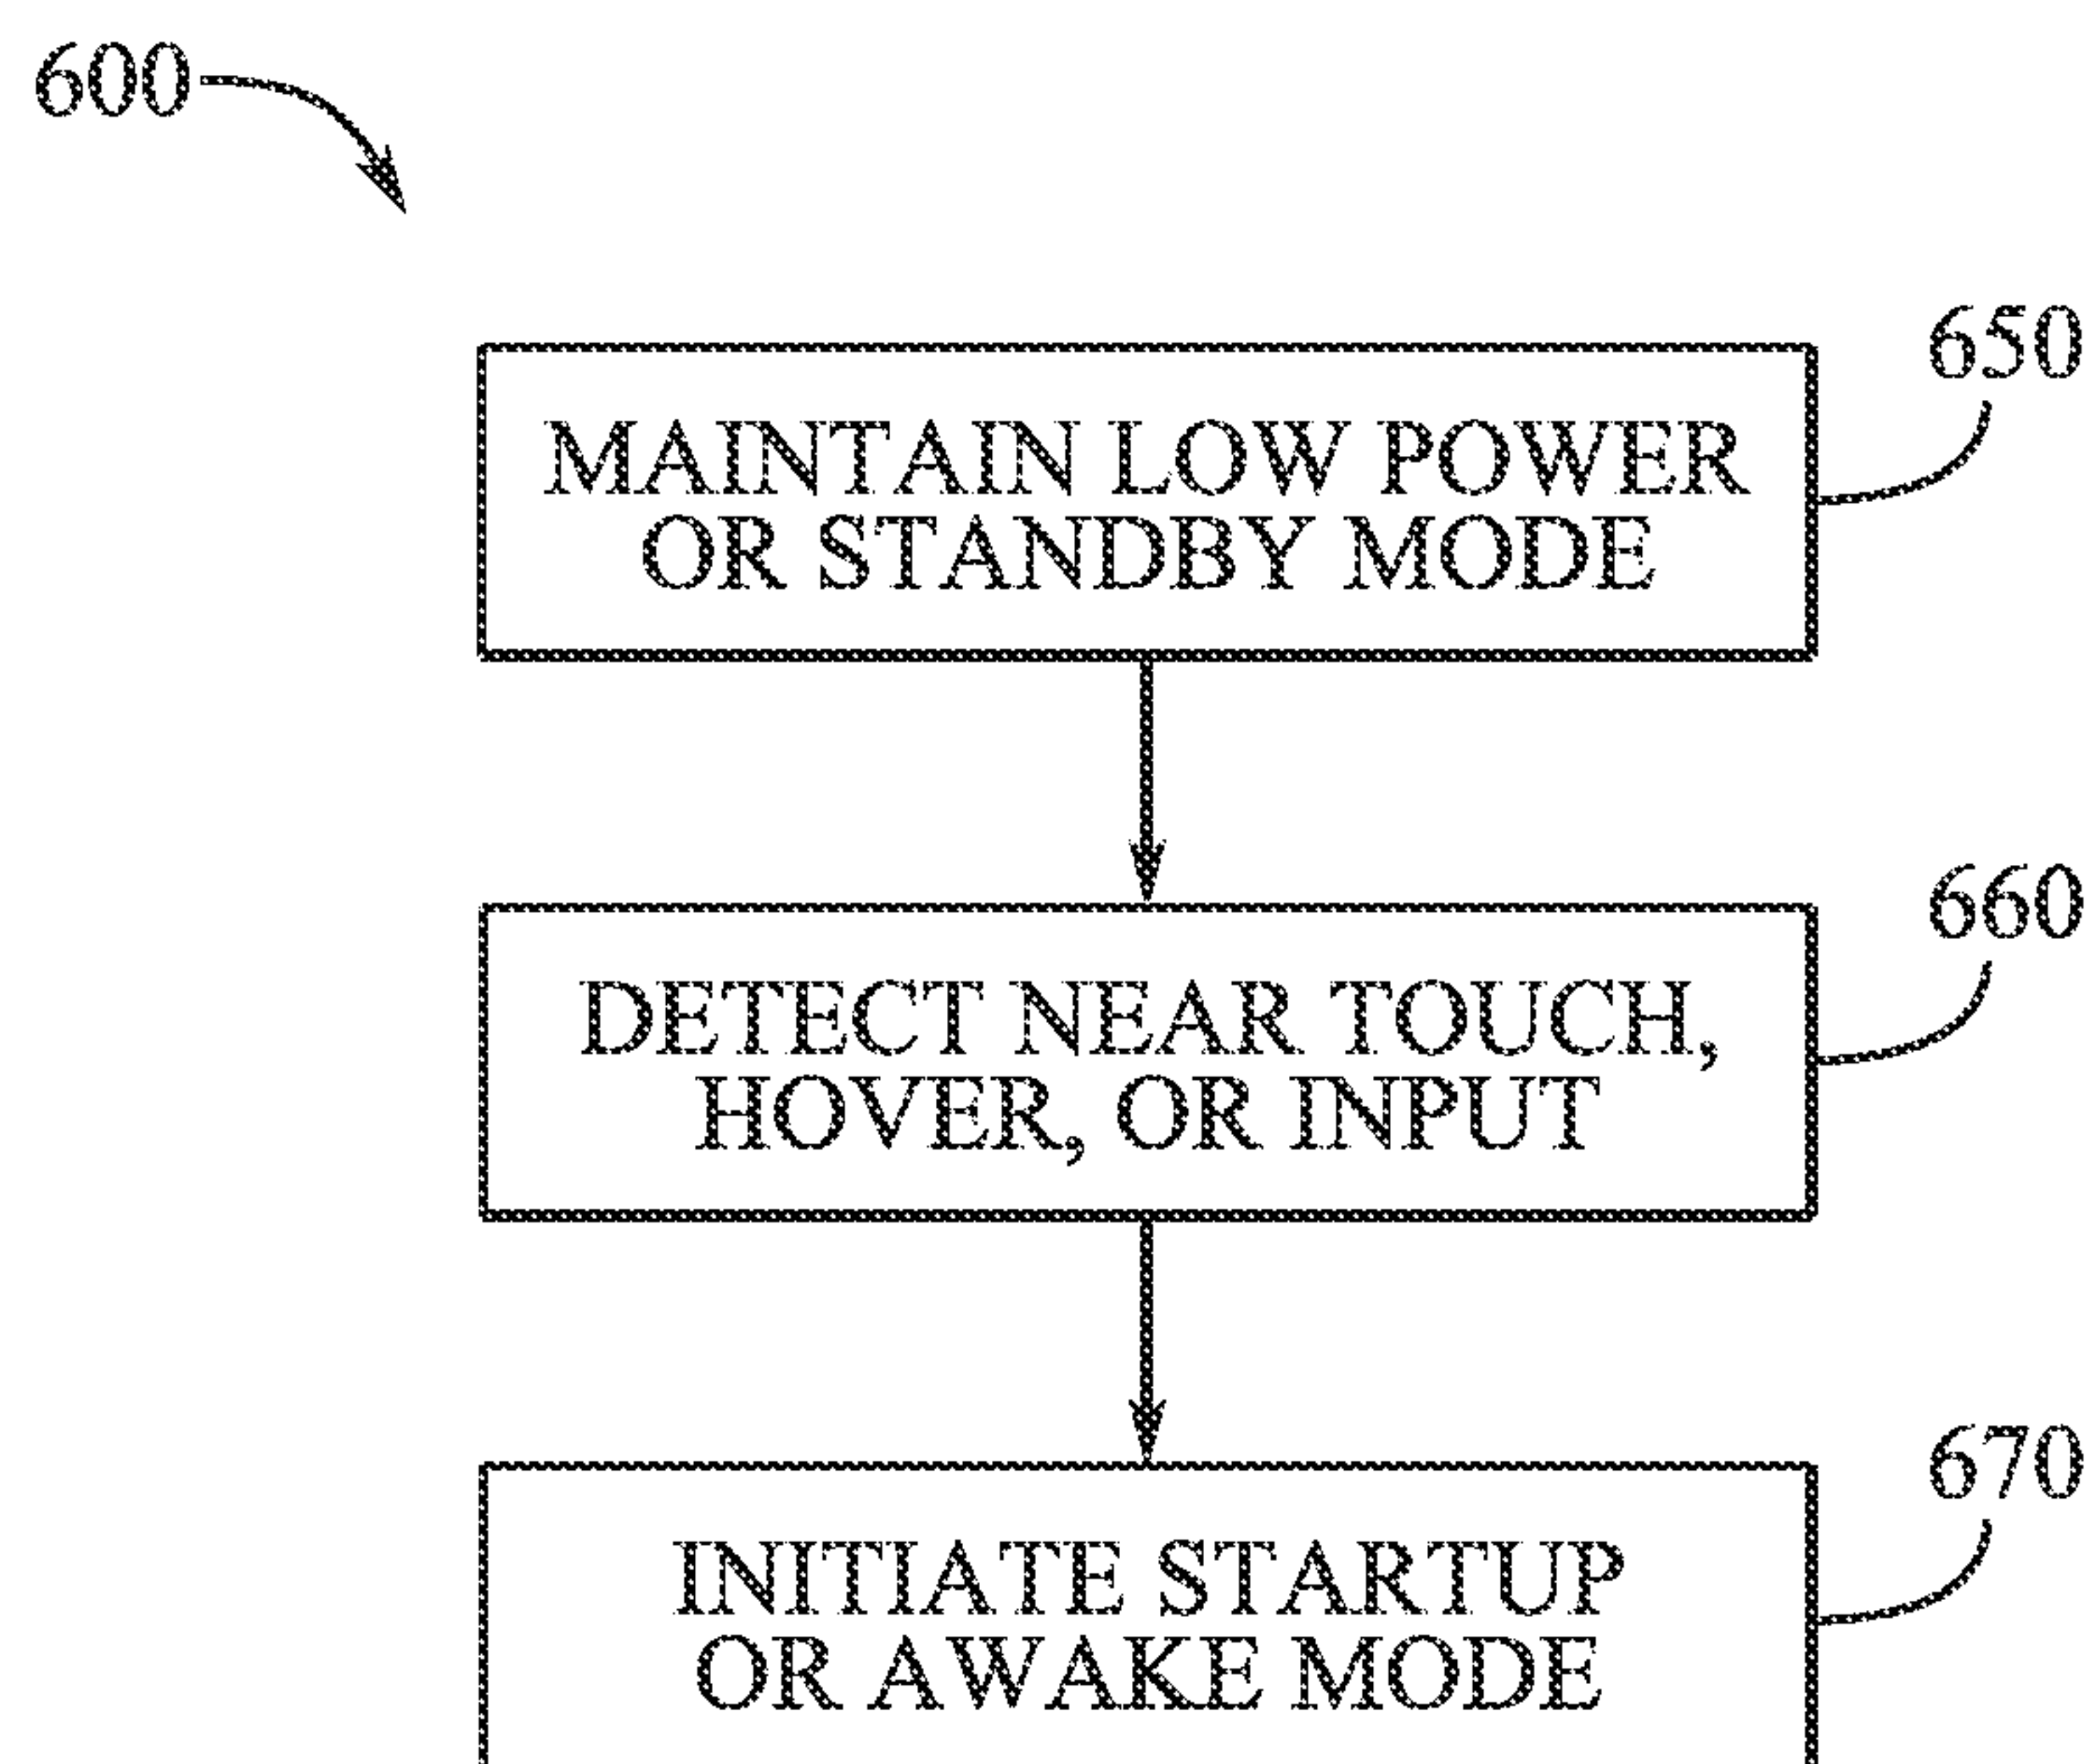 600
650
MAINTAIN LOW POWER
OR STANDBY MODE
660
DETECT NEAR TOUCH,
HOVER, OR INPUT
670
INITIATE STARTUP
OR AWAKE MODE